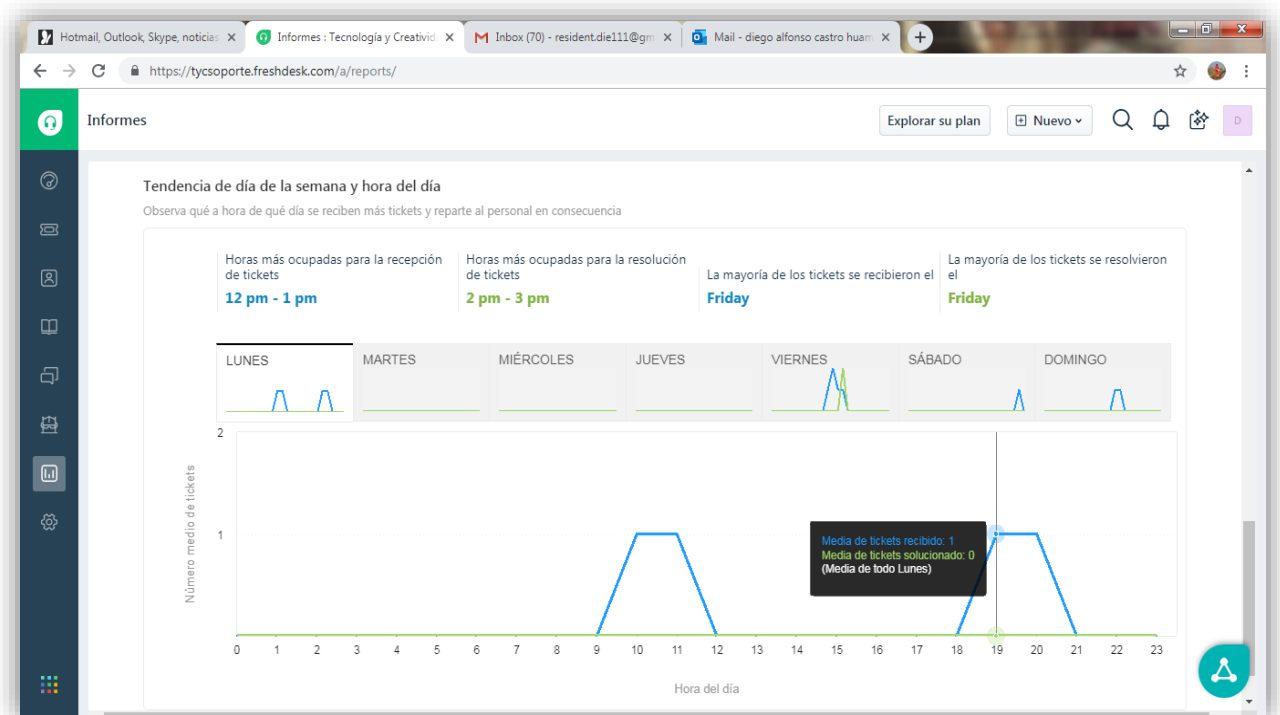 Hotmail, Outlook, Skype, noticias
Informes : Tecnología y Creativid
Inbox (70) - resident.die111@gm
Mail - diego alfonso castro huam
https://tycsoporte.freshdesk.com/a/reports/
Informes
Explorar su plan
Nuevo
D
Tendencia de día de la semana y hora del día
Observa qué a hora de qué día se reciben más tickets y reparte al personal en consecuencia
Horas más ocupadas para la recepción
de tickets
12 pm - 1 pm
Horas más ocupadas para la resolución
de tickets
2 pm - 3 pm
La mayoría de los tickets se recibieron el
Friday
La mayoría de los tickets se resolvieron
el
Friday
LUNES
MARTES
MIÉRCOLES
JUEVES
VIERNES
SÁBADO
DOMINGO
2
1
Número medio de tickets
Media de tickets recibido: 1
Media de tickets solucionado: 0
(Media de todo Lunes)
0 1 2 3 4 5 6 7 8 9 10 11 12 13 14 15 16 17 18 19 20 21 22 23
Hora del día